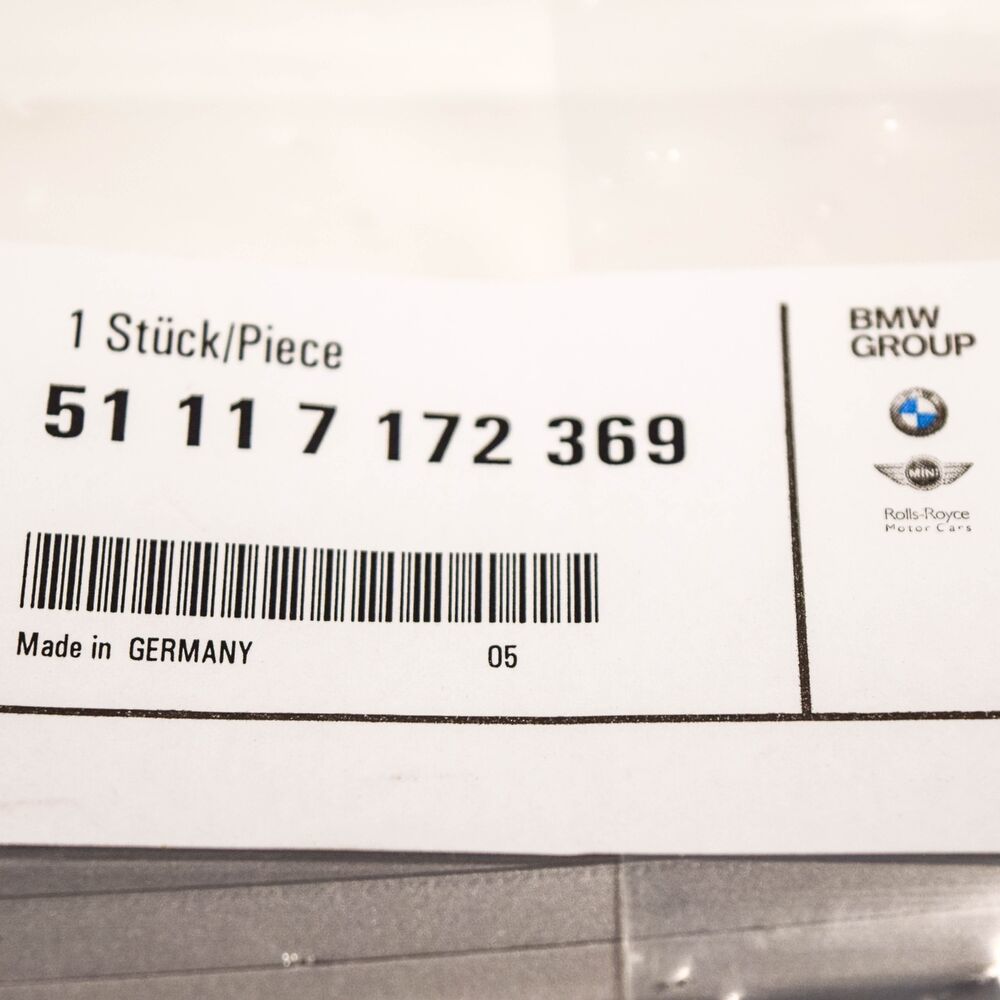 1 Stück/Piece
51 11 7 172 369
Made in GERMANY
05
BMW
GROUP
MINI
Rolls-Royce
Motor Cars